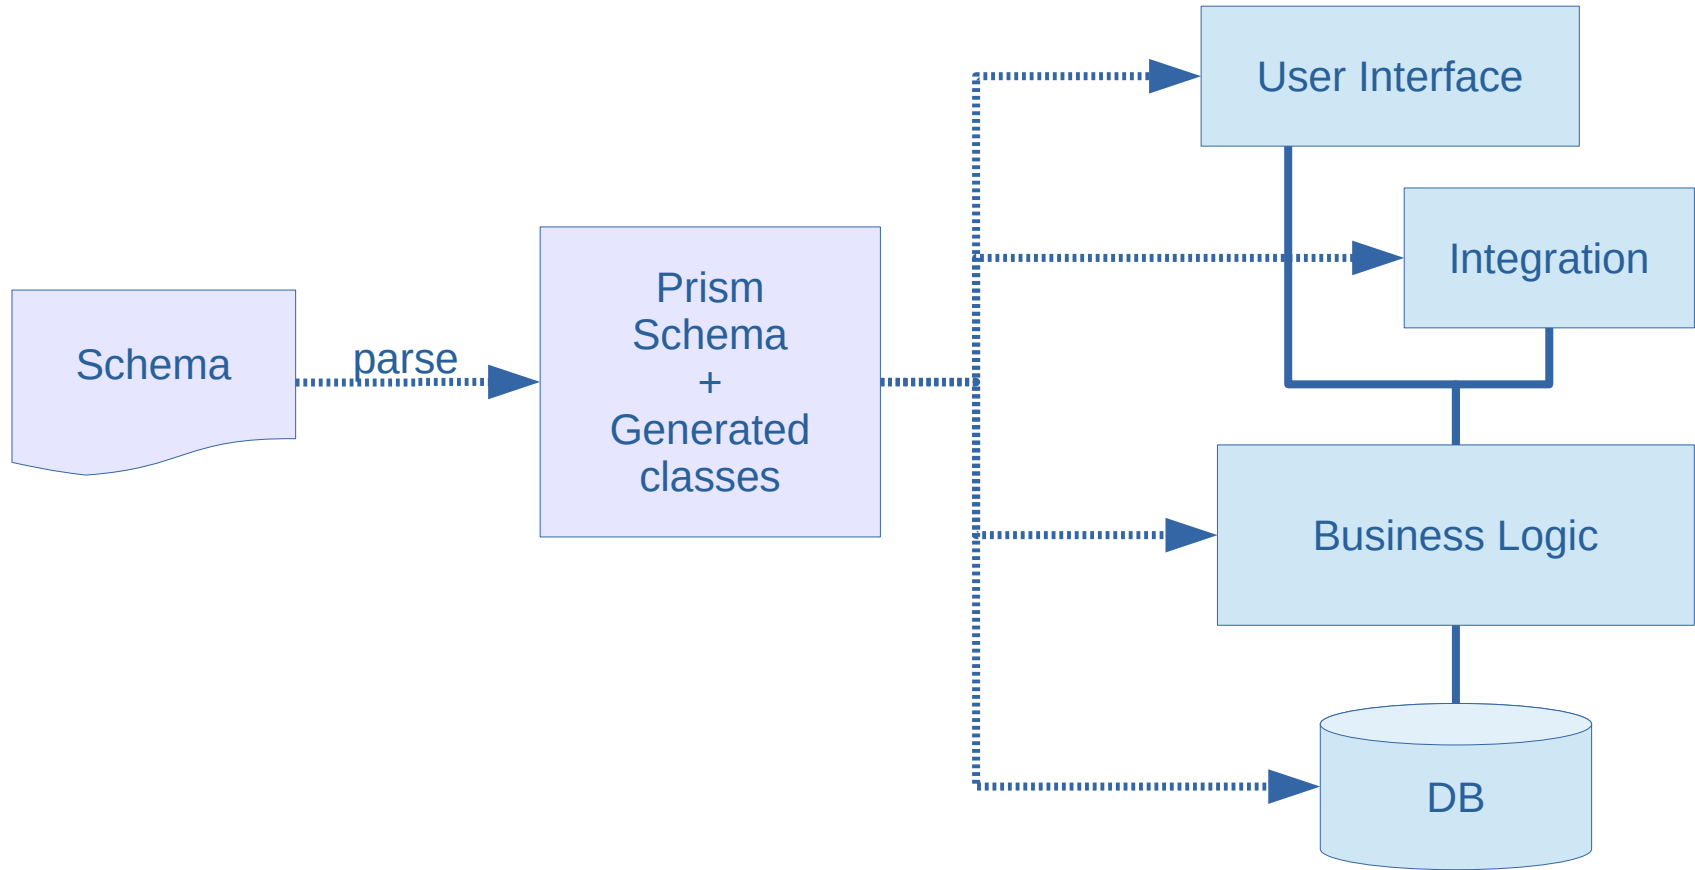 Schema
parse
Prism
Schema
+
Generated
classes
User Interface
Integration
Business Logic
DB